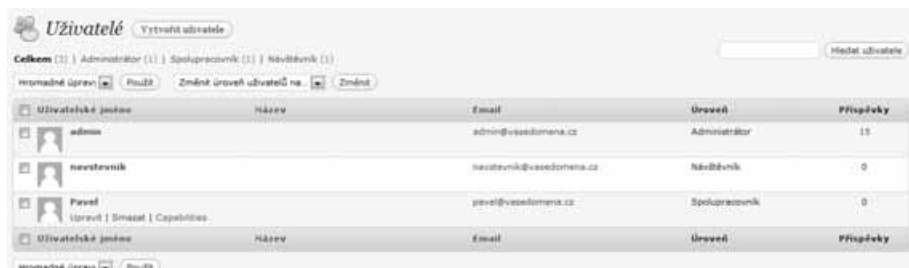 Uživatelé Vytvořit uživatele
Celkem (3) | Administrátor (1) | Spolupracovník (1) | Návštěvník (1)
Hledat uživatele
Hromadné úpravy Použít Změnit úroveň uživatelů na... Změnit
Uživatelské jméno Název Email Úroveň Příspěvky
admin admin@vasedomena.cz Administrátor 15
navstevnik navstevnik@vasedomena.cz Návštěvník 0
Pavel pavel@vasedomena.cz Spolupracovník 0
Upravit | Smazat | Capabilities
Uživatelské jméno Název Email Úroveň Příspěvky
Hromadné úpravy Použít